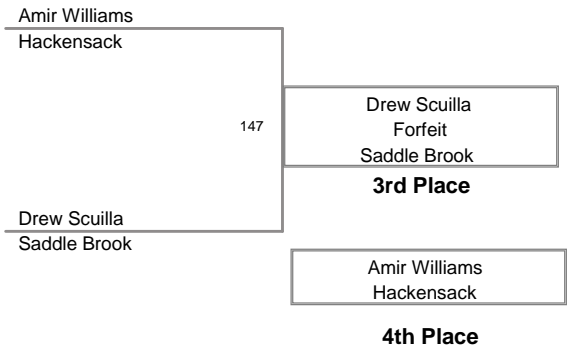 Amir Williams
Hackensack
147
Drew Scuilla
Forfeit
Saddle Brook
3rd Place
Drew Scuilla
Saddle Brook
Amir Williams
Hackensack
4th Place